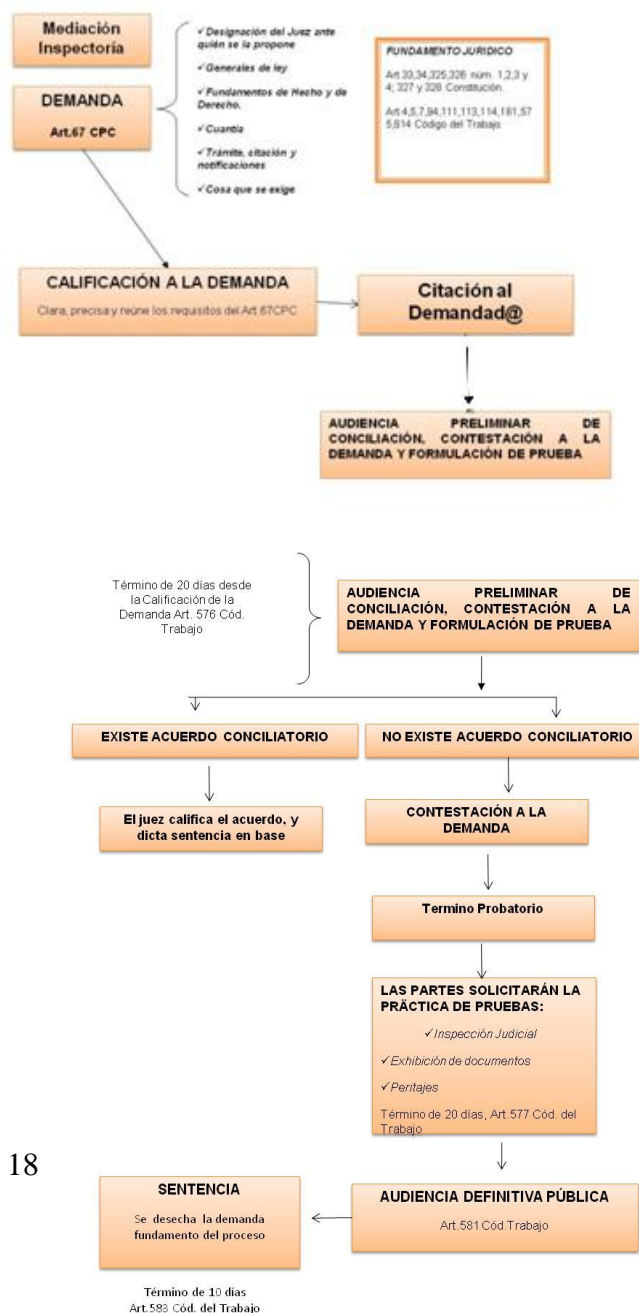 Mediación
Inspectoría
DEMANDA
Art.67 CPC
✓Designación del Juez ante
quién se la propone
✓Generales de ley
✓Fundamentos de Hecho y de
Derecho.
✓Cuantía
✓Trámite, citación y
notificaciones
✓Cosa que se exige
FUNDAMENTO JURIDICO
Art 33,34,325,326 núm. 1,2,3 y
4; 327 y 328 Constitución.
Art.4,5,7,94,111,113,114,181,57
5,614 Código del Trabajo
CALIFICACIÓN A LA DEMANDA
Clara, precisa y reúne los requisitos del Art.67CPC
Citación al
Demandad@
AUDIENCIA PRELIMINAR DE
CONCILIACIÓN, CONTESTACIÓN A LA
DEMANDA Y FORMULACIÓN DE PRUEBA
Término de 20 días desde
la Calificación de la
Demanda Art. 576 Cód.
Trabajo
AUDIENCIA PRELIMINAR DE
CONCILIACIÓN, CONTESTACIÓN A LA
DEMANDA Y FORMULACIÓN DE PRUEBA
EXISTE ACUERDO CONCILIATORIO
NO EXISTE ACUERDO CONCILIATORIO
El juez califica el acuerdo, y
dicta sentencia en base
CONTESTACIÓN A LA
DEMANDA
Termino Probatorio
LAS PARTES SOLICITARÁN LA
PRÄCTICA DE PRUEBAS:
✓Inspección Judicial
✓Exhibición de documentos
✓Peritajes
Término de 20 días, Art.577 Cód. del
Trabajo
18
SENTENCIA
Se desecha la demanda
fundamento del proceso
AUDIENCIA DEFINITIVA PÚBLICA
Art.581 Cód.Trabajo
Término de 10 días
Art.583 Cód. del Trabajo